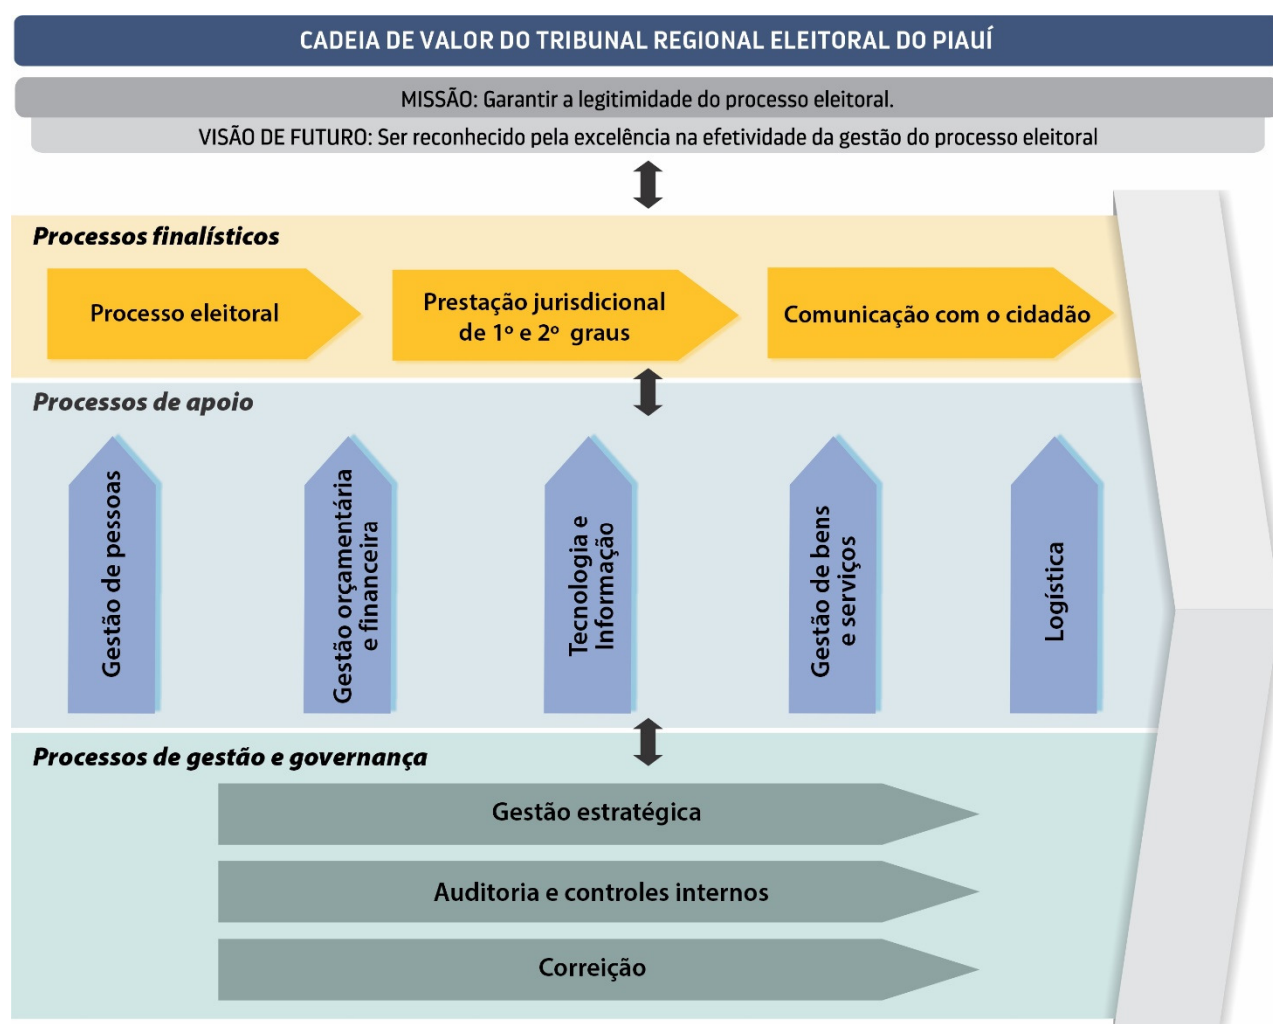 CADEIA DE VALOR DO TRIBUNAL REGIONAL ELEITORAL DO PIAUÍ
MISSÃO: Garantir a legitimidade do processo eleitoral.
VISÃO DE FUTURO: Ser reconhecido pela excelência na efetividade da gestão do processo eleitoral
Processos finalísticos
Processo eleitoral
Prestação jurisdicional
de 1º e 2º graus
Comunicação com o cidadão
Processos de apoio
Gestão de pessoas
Gestão orçamentária
e financeira
Tecnologia e
Informação
Gestão de bens
e serviços
Logística
Processos de gestão e governança
Gestão estratégica
Auditoria e controles internos
Correição